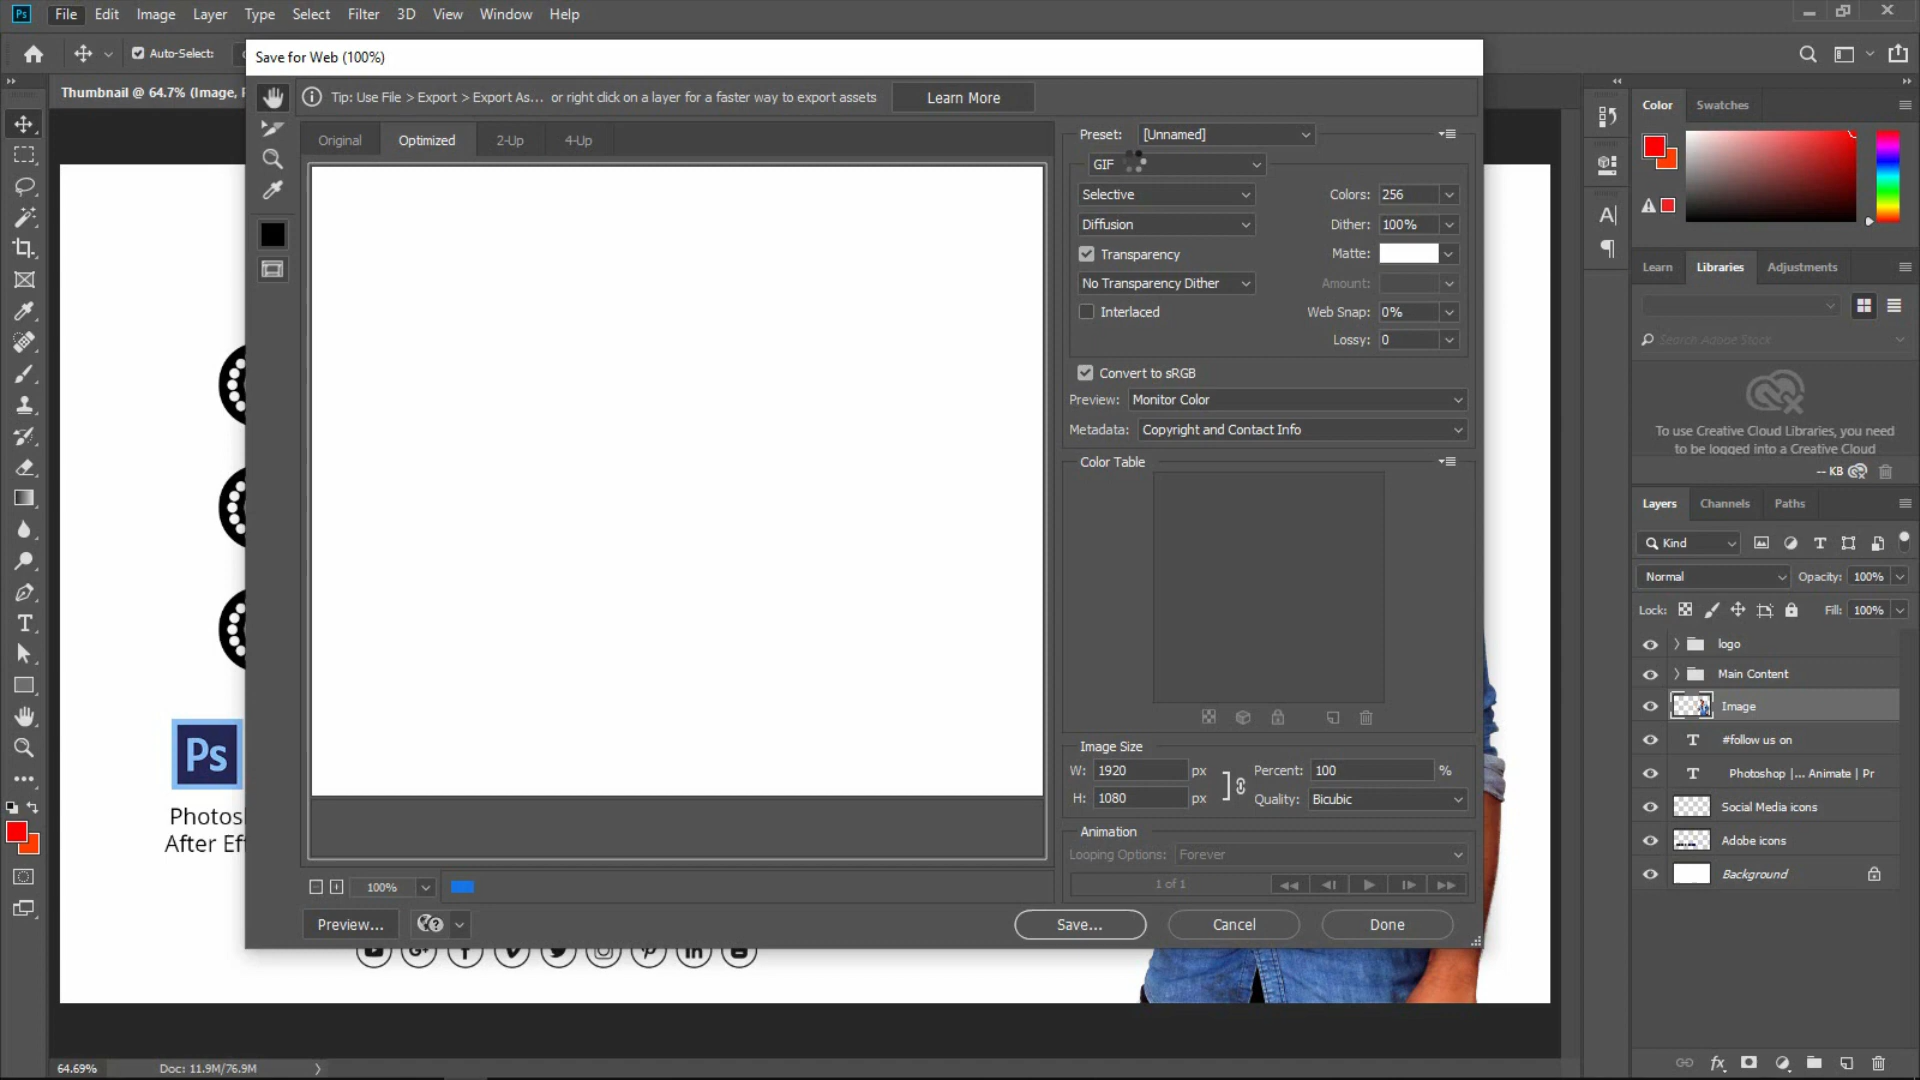 Ps File Edit Image Layer Type Select Filter 3D View Window Help
Auto-Select:
Thumbnail @ 64.7% (Image,
Save for Web (100%)
Tip: Use File > Export > Export As... or right click on a layer for a faster way to export assets
Learn More
Original Optimized 2-Up 4-Up
Preset: [Unnamed]
GIF
Selective Colors: 256
Diffusion Dither: 100%
Transparency Matte:
No Transparency Dither Amount:
Interlaced Web Snap: 0%
Lossy: 0
Convert to sRGB
Preview: Monitor Color
Metadata: Copyright and Contact Info
Color Table
Image Size
W: 1920 px Percent: 100 %
H: 1080 px Quality: Bicubic
Animation
Looping Options: Forever
1 of 1
100%
Preview... Save... Cancel Done
Ps
Photosh
After Eff
64.69% Doc: 11.9M/76.9M
Color Swatches
Learn Libraries Adjustments
Search Adobe Stock
To use Creative Cloud Libraries, you need
to be logged into a Creative Cloud
-- KB
Layers Channels Paths
Kind
Normal Opacity: 100%
Lock: Fill: 100%
logo
Main Content
Image
#follow us on
Photoshop |... Animate | Pr
Social Media icons
Adobe icons
Background